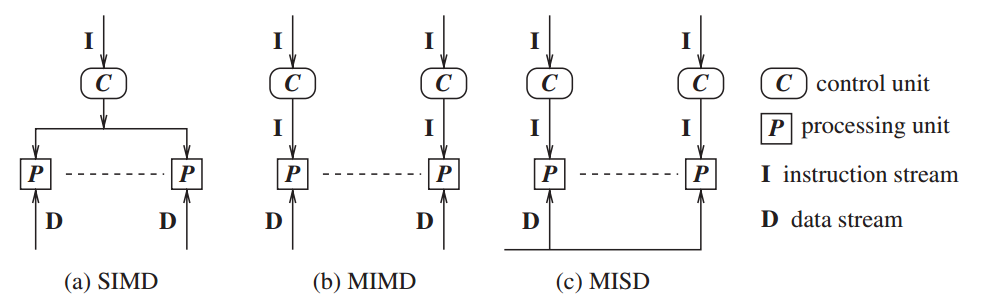 I I I I I
C C C C C C control unit
I I I I
P P P P P P P processing unit
I instruction stream
D D D D D D data stream
(a) SIMD (b) MIMD (c) MISD